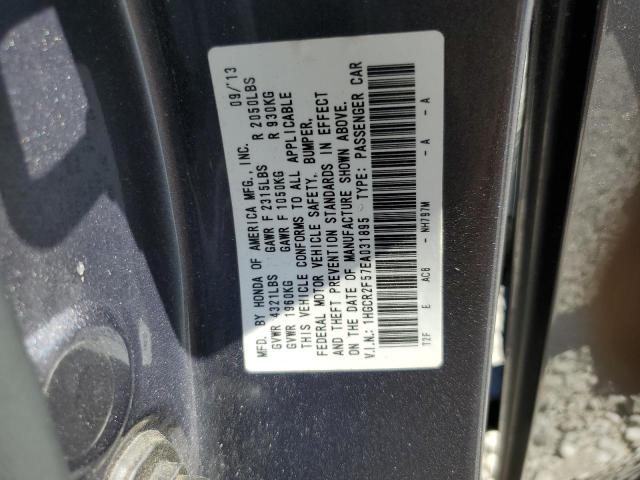 MFD. BY HONDA OF AMERICA MFG., INC. 09/'13
GVWR 4321LBS GAWR F 2315LBS R 2050LBS
GVWR 1960KG GAWR F 1050KG R 930KG
THIS VEHICLE CONFORMS TO ALL APPLICABLE
FEDERAL MOTOR VEHICLE SAFETY, BUMPER,
AND THEFT PREVENTION STANDARDS IN EFFECT
ON THE DATE OF MANUFACTURE SHOWN ABOVE.
V.I.N.: 1HGCR2F57EA031895 TYPE: PASSENGER CAR
T2F E AC8 - NH797M - A - A